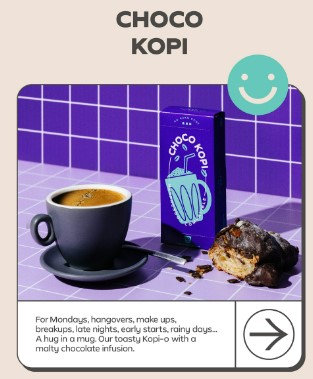 CHOCO
KOPI
CHOCO KOPI
For Mondays, hangovers, make ups,
breakups, late nights, early starts, rainy days...
A hug in a mug. Our toasty Kopi-o with a
malty chocolate infusion.